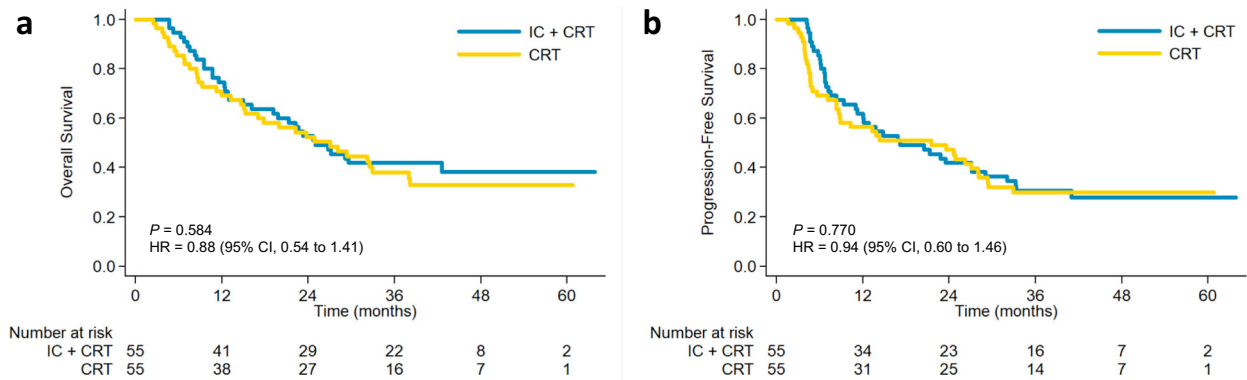 a
Overall Survival
1.0
0.8
0.6
0.4
0.2
0.0
IC + CRT
CRT
P = 0.584
HR = 0.88 (95% CI, 0.54 to 1.41)
0 12 24 36 48 60
Time (months)
Number at risk
IC + CRT 55 41 29 22 8 2
CRT 55 38 27 16 7 1
b
Progression-Free Survival
1.0
0.8
0.6
0.4
0.2
0.0
IC + CRT
CRT
P = 0.770
HR = 0.94 (95% CI, 0.60 to 1.46)
0 12 24 36 48 60
Time (months)
Number at risk
IC + CRT 55 34 23 16 7 2
CRT 55 31 25 14 7 1